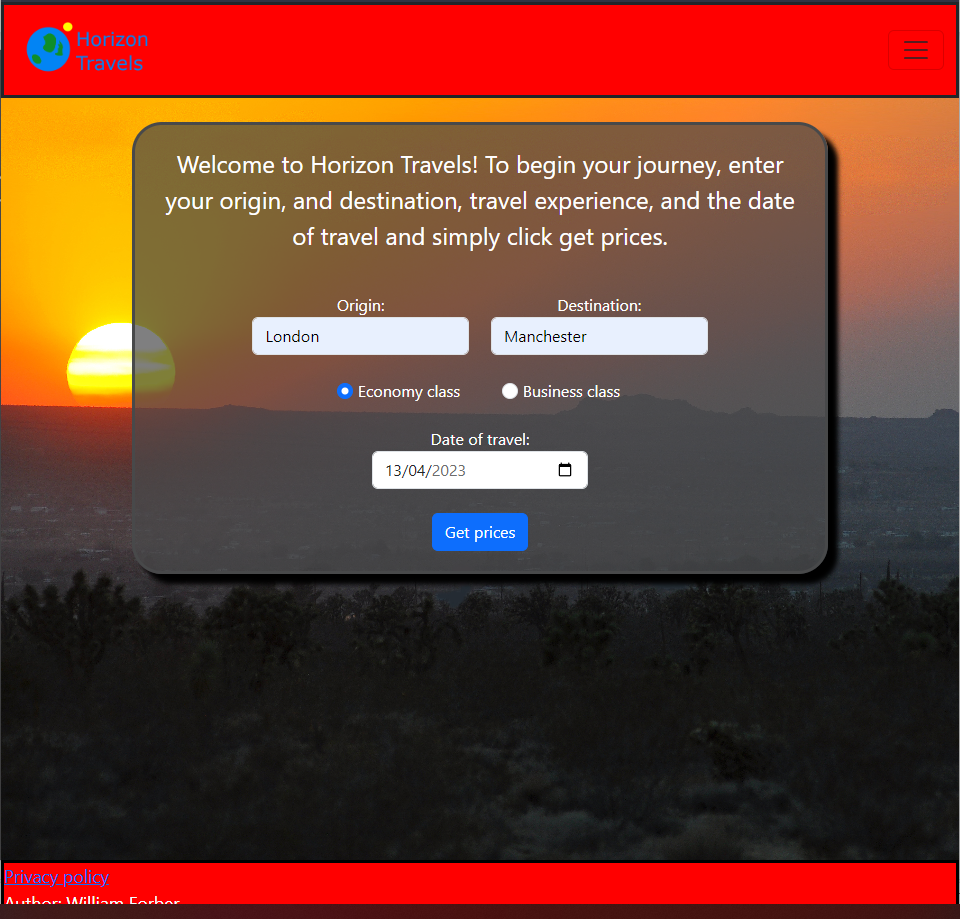 Horizon
Travels
Welcome to Horizon Travels! To begin your journey, enter
your origin, and destination, travel experience, and the date
of travel and simply click get prices.
Origin:
Destination:
London
Manchester
Economy class
Business class
Date of travel:
13/04/2023
Get prices
Privacy policy
Author: William Forber